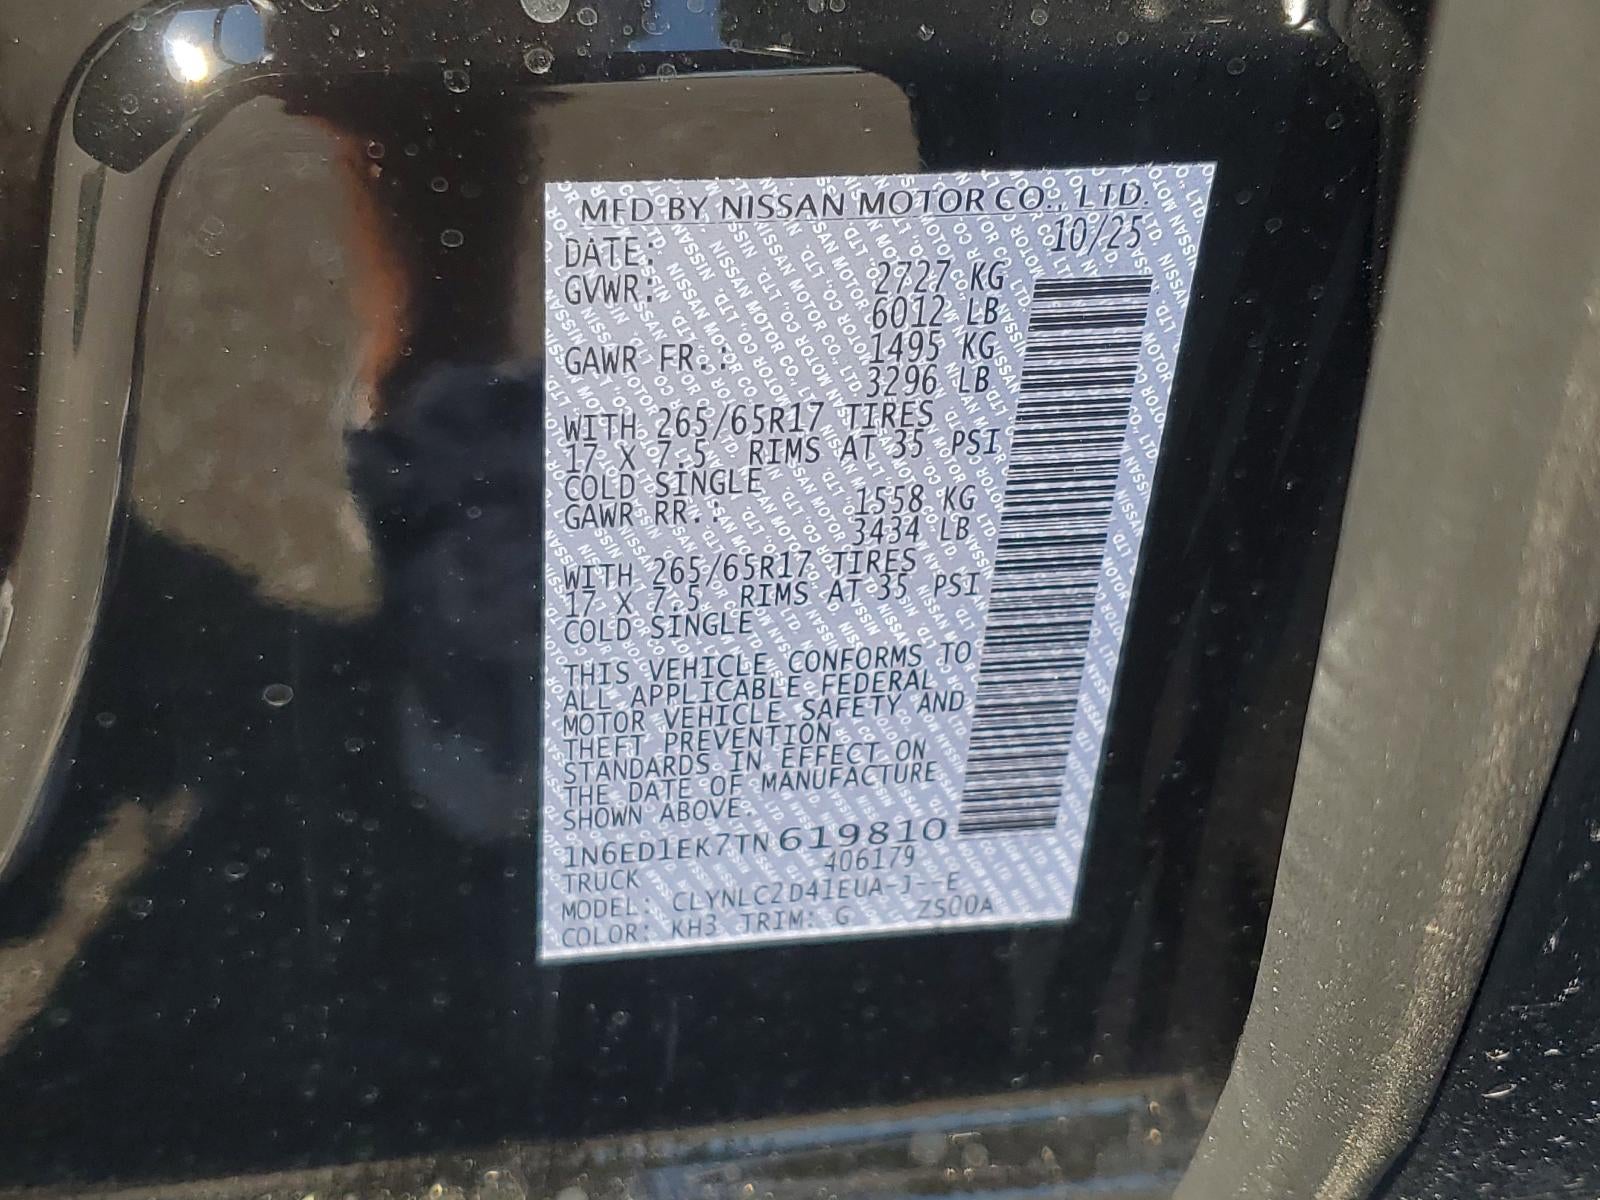 MFD BY NISSAN MOTOR CO., LTD.
DATE: 10/25
GVWR: 2727 KG
6012 LB
GAWR FR.: 1495 KG
3296 LB
WITH 265/65R17 TIRES
17 X 7.5 RIMS AT 35 PSI
COLD SINGLE
GAWR RR.: 1558 KG
3434 LB
WITH 265/65R17 TIRES
17 X 7.5 RIMS AT 35 PSI
COLD SINGLE
THIS VEHICLE CONFORMS TO
ALL APPLICABLE FEDERAL
MOTOR VEHICLE SAFETY AND
THEFT PREVENTION
STANDARDS IN EFFECT ON
THE DATE OF MANUFACTURE
SHOWN ABOVE.
1N6ED1EK7TN619810
406179
TRUCK
MODEL: CLYNLC2D41EUA-J--E
COLOR: KH3 TRIM: G ZS00A